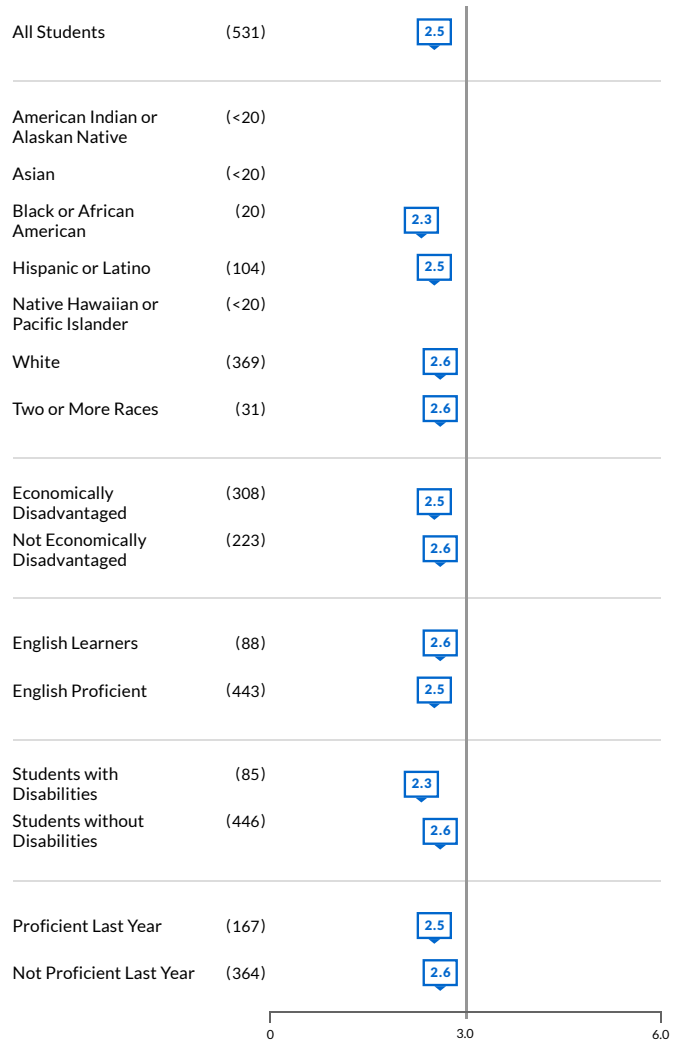 All Students (531) 2.5
American Indian or (<20)
Alaskan Native
Asian (<20)
Black or African (20) 2.3
American
Hispanic or Latino (104) 2.5
Native Hawaiian or (<20)
Pacific Islander
White (369) 2.6
Two or More Races (31) 2.6
Economically (308) 2.5
Disadvantaged
Not Economically (223) 2.6
Disadvantaged
English Learners (88) 2.6
English Proficient (443) 2.5
Students with (85) 2.3
Disabilities
Students without (446) 2.6
Disabilities
Proficient Last Year (167) 2.5
Not Proficient Last Year (364) 2.6
0 3.0 6.0